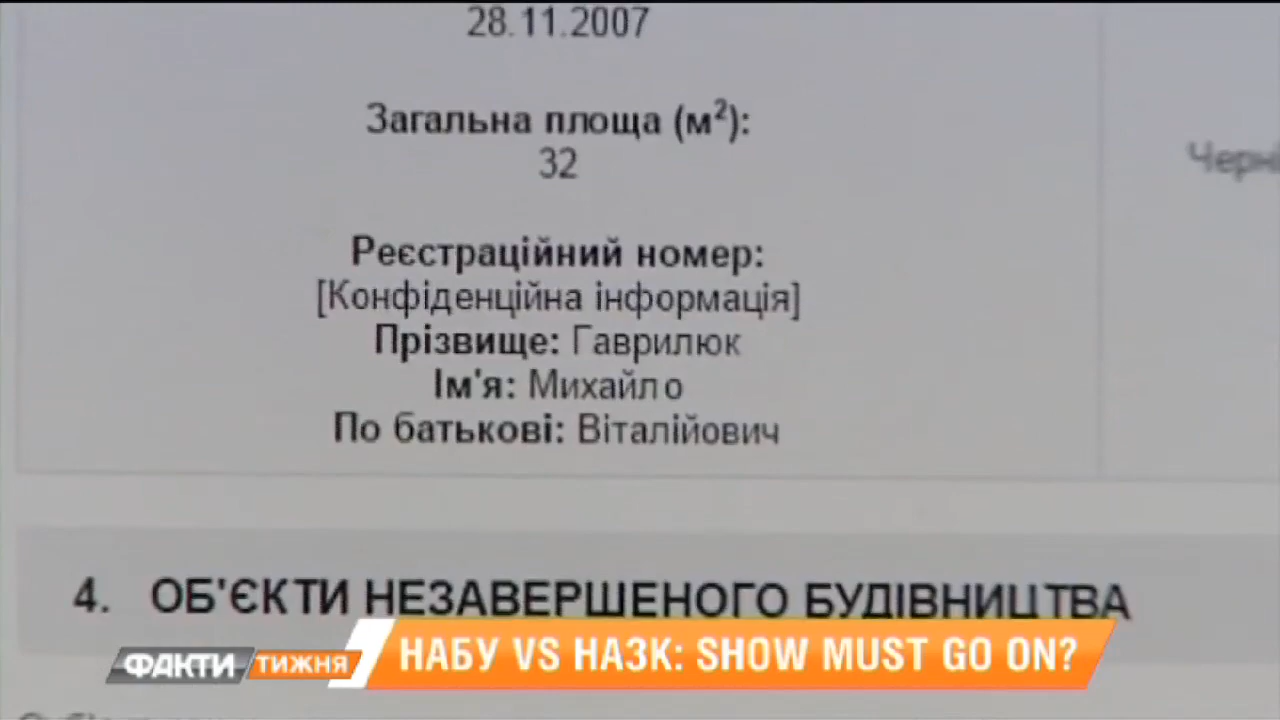 28.11.2007
Загальна площа (м²):
32
Реєстраційний номер:
[Конфіденційна інформація]
Прізвище: Гаврилюк
Ім'я: Михайло
По батькові: Віталійович
4. ОБ'ЄКТИ НЕЗАВЕРШЕНОГО БУДІВНИЦТВА
ФАКТИ ТИЖНЯ
НАБУ VS НАЗК: SHOW MUST GO ON?